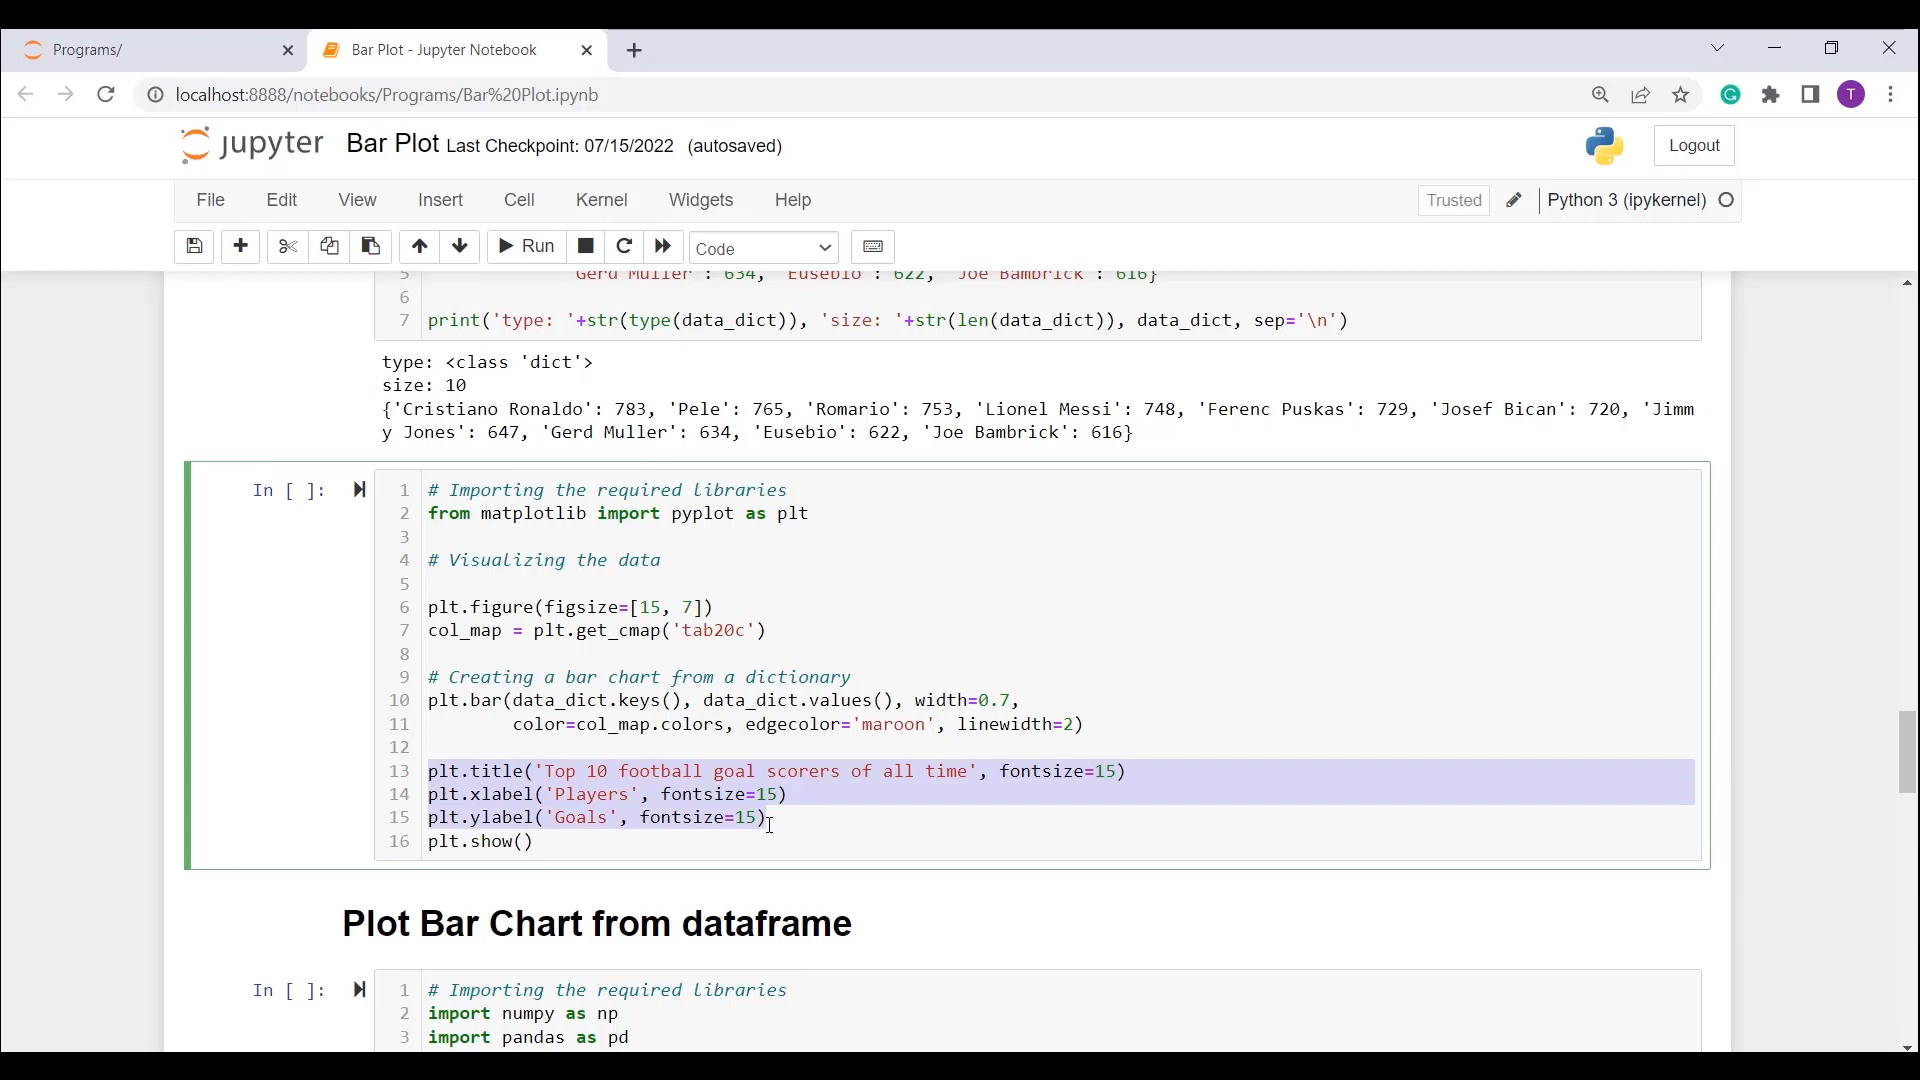 Programs/
Bar Plot - Jupyter Notebook
localhost:8888/notebooks/Programs/Bar%20Plot.ipynb
T
jupyter Bar Plot Last Checkpoint: 07/15/2022 (autosaved)
Logout
File Edit View Insert Cell Kernel Widgets Help
Trusted Python 3 (ipykernel)
Run Code
5 'Gerd Muller': 634, 'Eusebio': 622, 'Joe Bambrick': 616}
6
7 print('type: '+str(type(data_dict)), 'size: '+str(len(data_dict)), data_dict, sep='\n')
type: <class 'dict'>
size: 10
{'Cristiano Ronaldo': 783, 'Pele': 765, 'Romario': 753, 'Lionel Messi': 748, 'Ferenc Puskas': 729, 'Josef Bican': 720, 'Jimm
y Jones': 647, 'Gerd Muller': 634, 'Eusebio': 622, 'Joe Bambrick': 616}
In [ ]:
1 # Importing the required libraries
2 from matplotlib import pyplot as plt
3
4 # Visualizing the data
5
6 plt.figure(figsize=[15, 7])
7 col_map = plt.get_cmap('tab20c')
8
9 # Creating a bar chart from a dictionary
10 plt.bar(data_dict.keys(), data_dict.values(), width=0.7,
11 color=col_map.colors, edgecolor='maroon', linewidth=2)
12
13 plt.title('Top 10 football goal scorers of all time', fontsize=15)
14 plt.xlabel('Players', fontsize=15)
15 plt.ylabel('Goals', fontsize=15)
16 plt.show()
Plot Bar Chart from dataframe
In [ ]:
1 # Importing the required libraries
2 import numpy as np
3 import pandas as pd